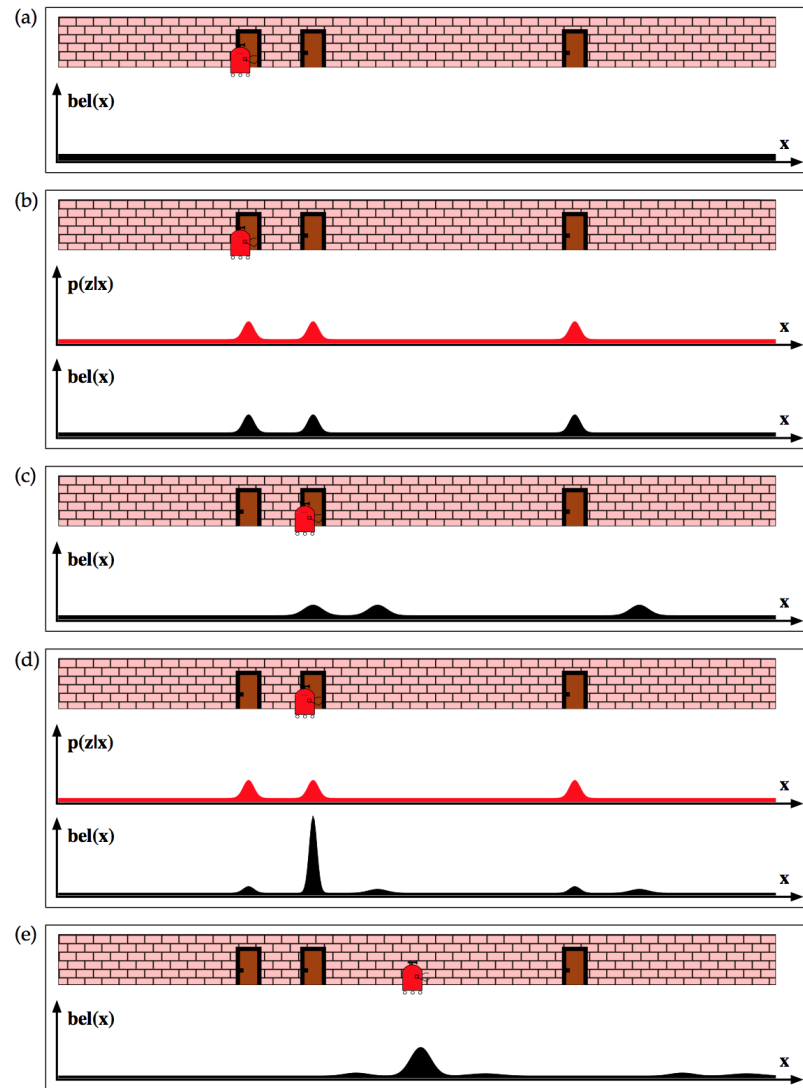 (a)
bel(x)
x
(b)
p(z|x)
x
bel(x)
x
(c)
bel(x)
x
(d)
p(z|x)
x
bel(x)
x
(e)
bel(x)
x